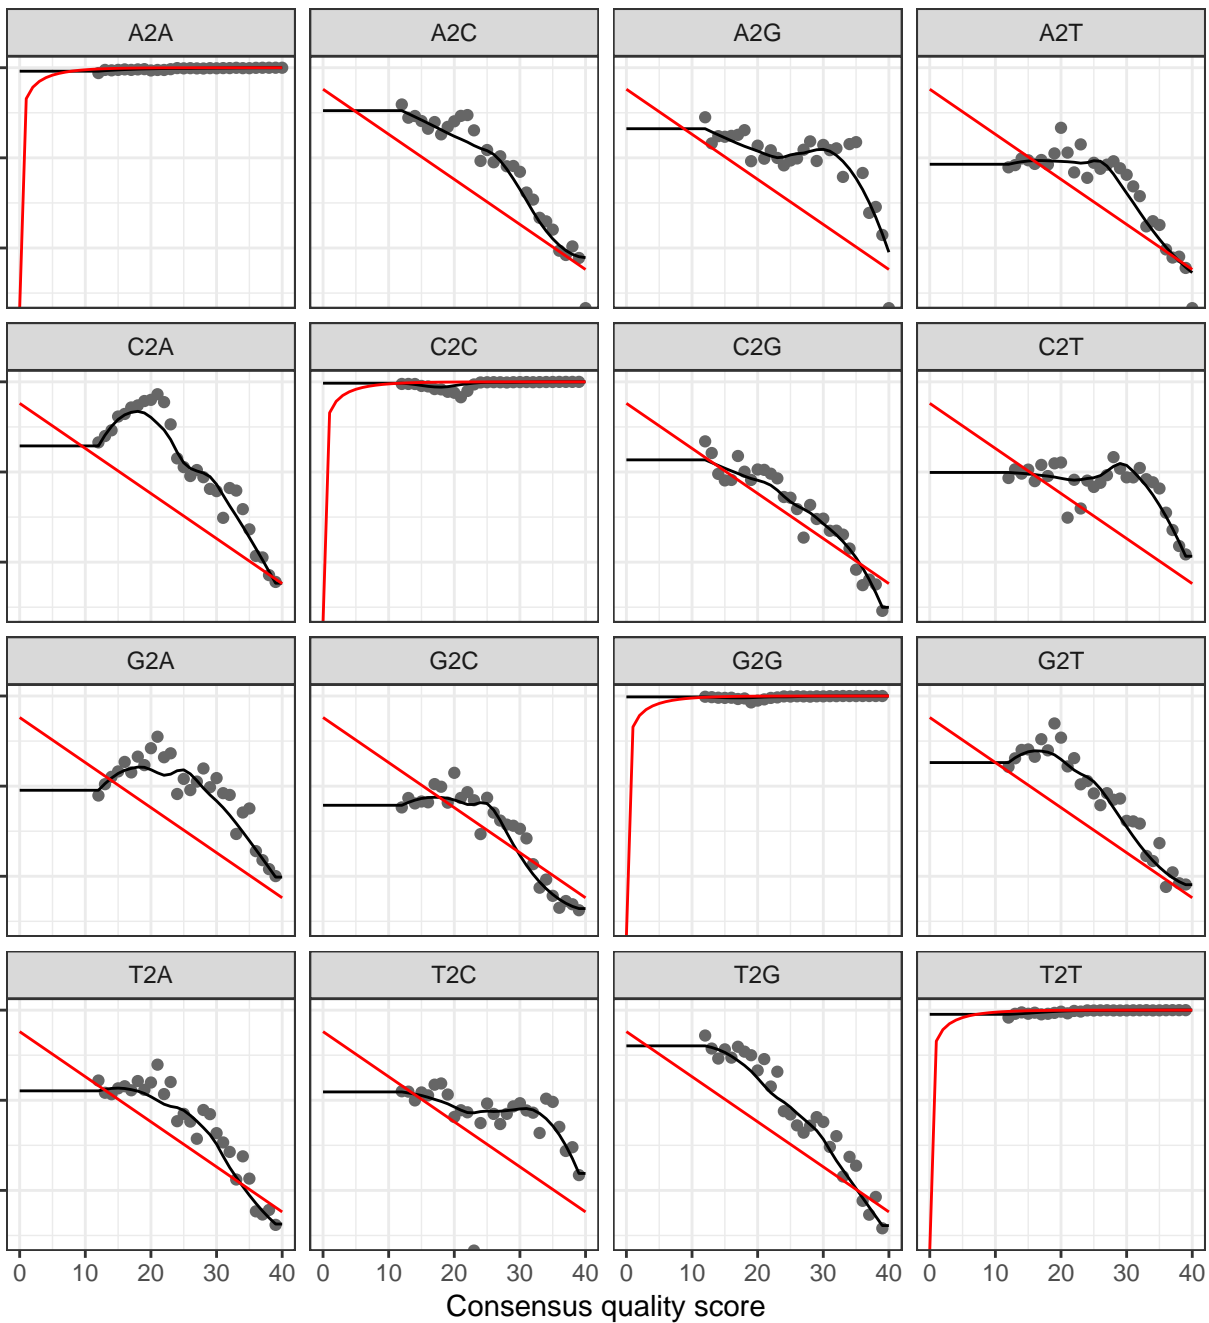 A2A A2C A2G A2T
C2A C2C C2G C2T
G2A G2C G2G G2T
T2A T2C T2G T2T
0 10 20 30 40 0 10 20 30 40 0 10 20 30 40 0 10 20 30 40
Consensus quality score